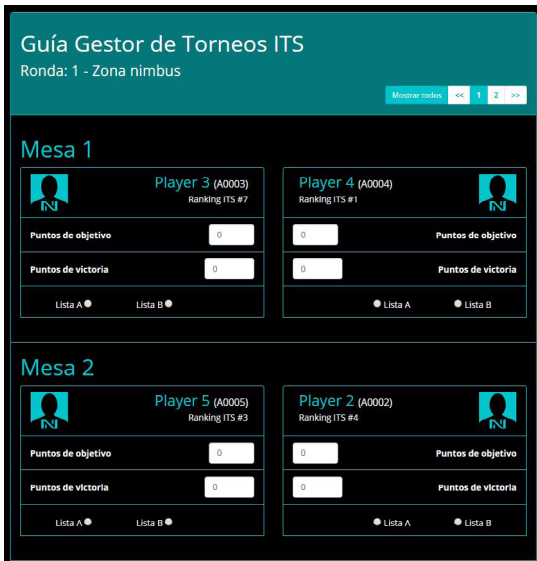 Guía Gestor de Torneos ITS
Ronda: 1 - Zona nimbus
Mostrar todos << 1 2 >>
Mesa 1
Player 3 (A0003)
Ranking ITS #7
Puntos de objetivo 0
Puntos de victoria 0
Lista A Lista B
Player 4 (A0004)
Ranking ITS #1
0 Puntos de objetivo
0 Puntos de victoria
Lista A Lista B
Mesa 2
Player 5 (A0005)
Ranking ITS #3
Puntos de objetivo 0
Puntos de victoria 0
Lista A Lista B
Player 2 (A0002)
Ranking ITS #4
0 Puntos de objetivo
0 Puntos de victoria
Lista A Lista B